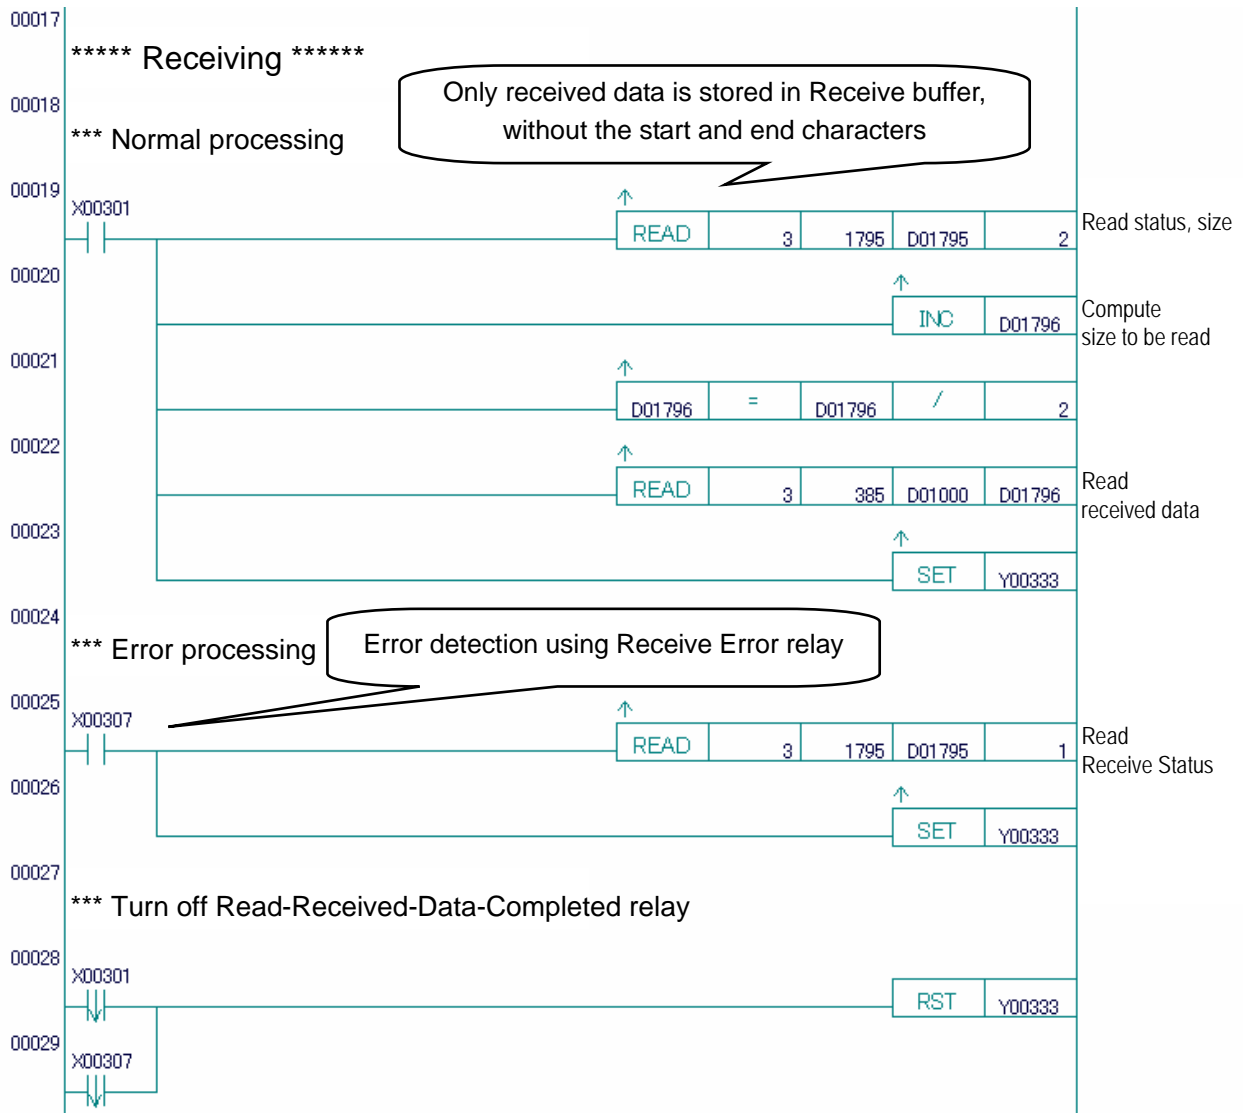 00017
***** Receiving ******
Only received data is stored in Receive buffer,
without the start and end characters
00018
*** Normal processing
00019
X00301
READ 3 1795 D01795 2
Read status, size
00020
INC D01796
Compute
size to be read
00021
D01796 = D01796 / 2
00022
READ 3 385 D01000 D01796
Read
received data
00023
SET Y00333
00024
*** Error processing
Error detection using Receive Error relay
00025
X00307
READ 3 1795 D01795 1
Read
Receive Status
00026
SET Y00333
00027
*** Turn off Read-Received-Data-Completed relay
00028
X00301
RST Y00333
00029
X00307